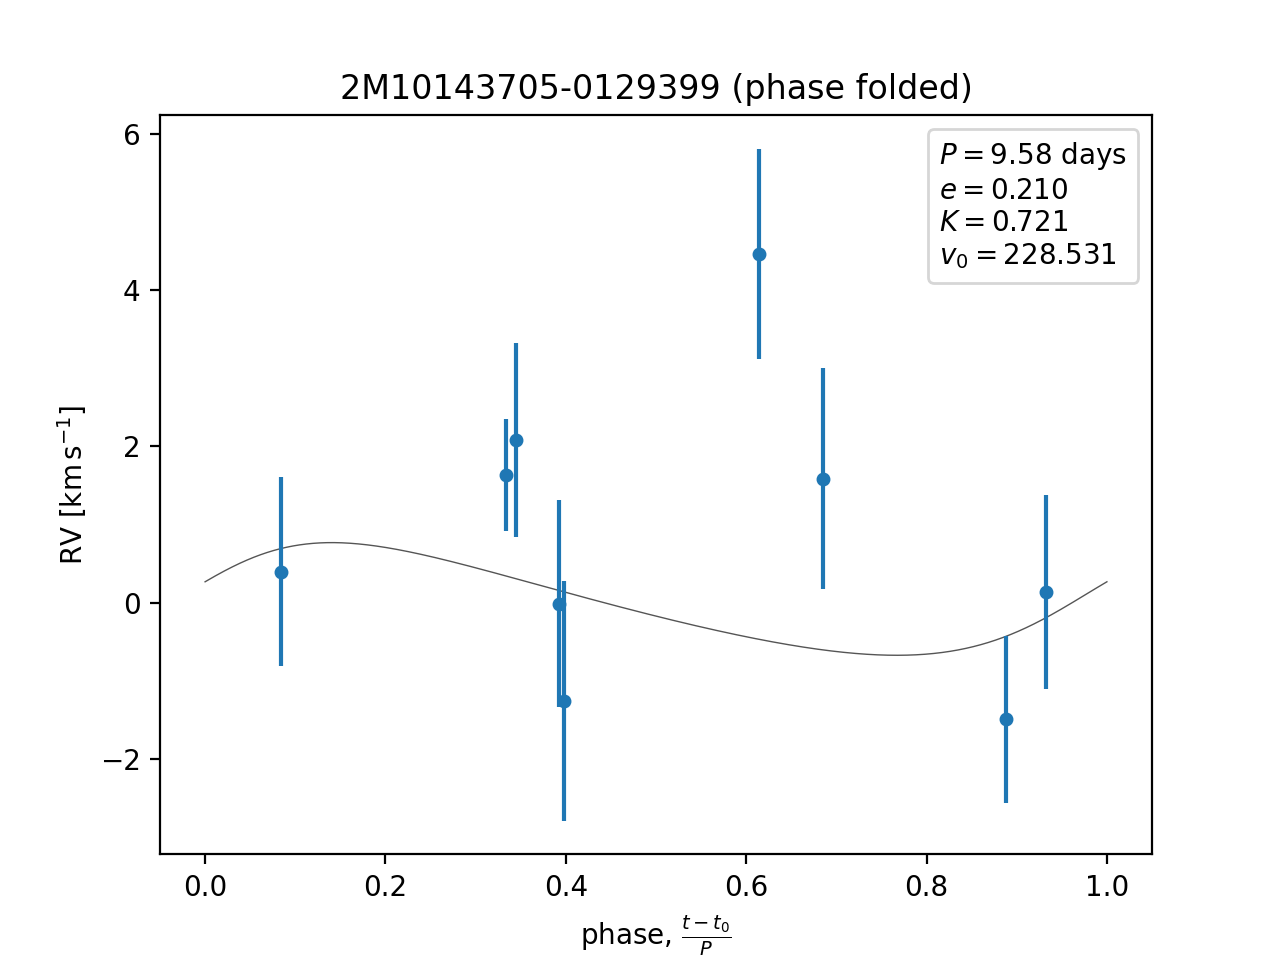 2M10143705-0129399 (phase folded)
P = 9.58 days
e = 0.210
K = 0.721
v₀ = 228.531
6
4
2
0
−2
RV [km s⁻¹]
0.0 0.2 0.4 0.6 0.8 1.0
phase, (t − t₀)/P